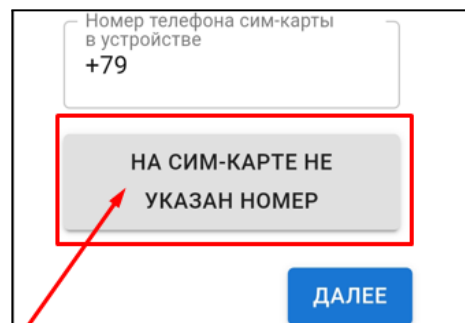 Номер телефона сим-карты
в устройстве
+79
НА СИМ-КАРТЕ НЕ
УКАЗАН НОМЕР
ДАЛЕЕ